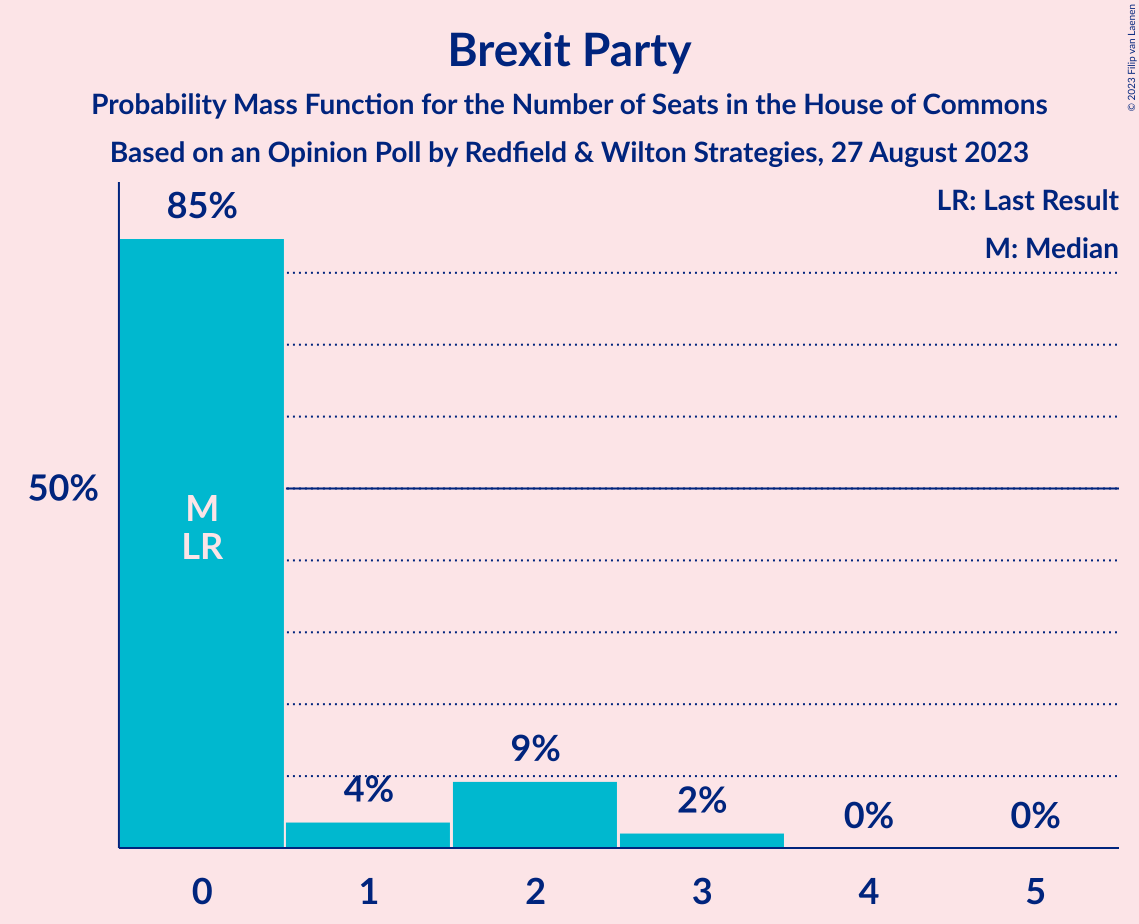 Brexit Party
Probability Mass Function for the Number of Seats in the House of Commons
Based on an Opinion Poll by Redfield & Wilton Strategies, 27 August 2023
© 2023 Filip van Laenen
LR: Last Result
M: Median
85%
50%
M
LR
4%
9%
2%
0%
0%
0 1 2 3 4 5